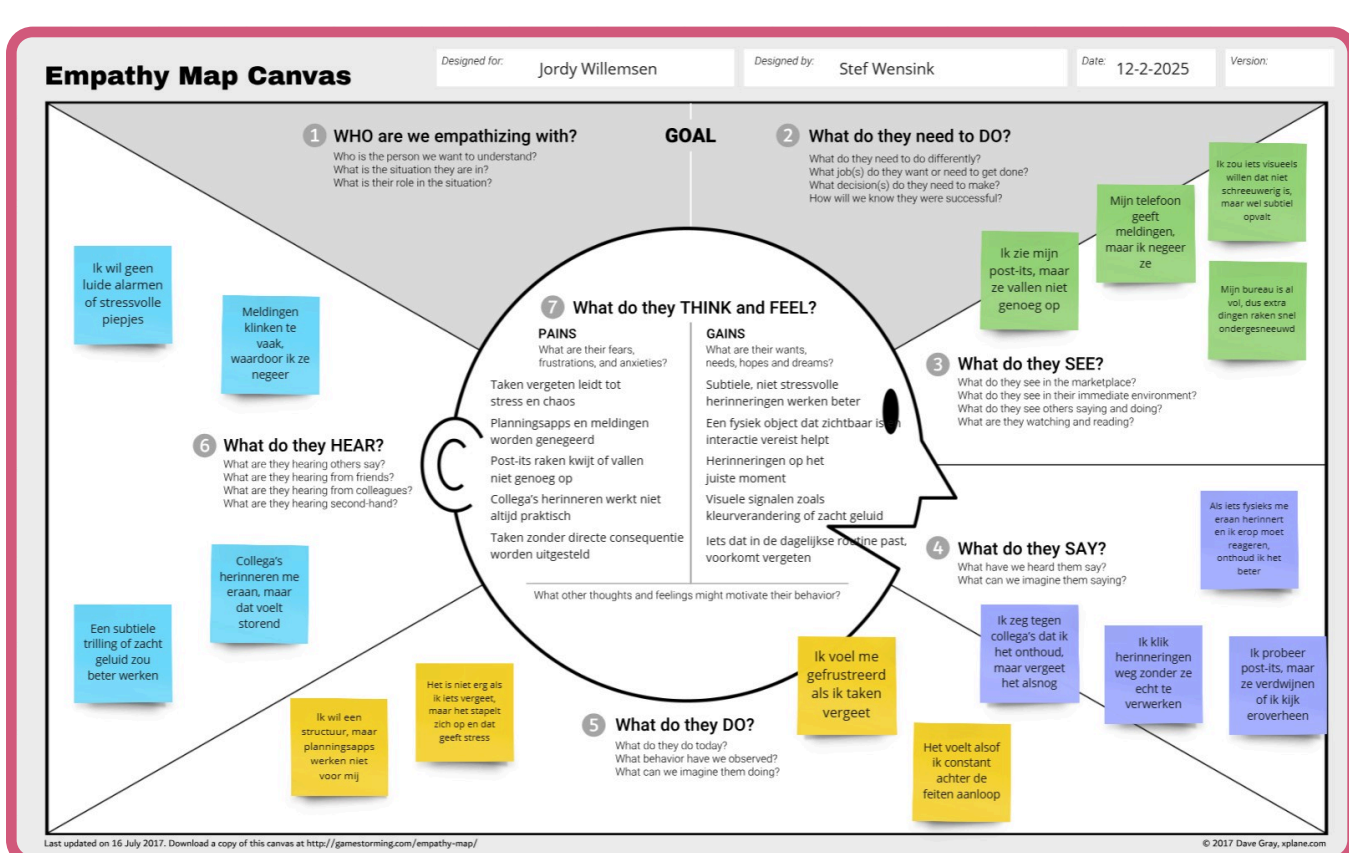 Empathy Map Canvas
Designed for:
Jordy Willemsen
Designed by:
Stef Wensink
Date:
12-2-2025
Version:
1 WHO are we empathizing with?
Who is the person we want to understand?
What is the situation they are in?
What is their role in the situation?
GOAL
2 What do they need to DO?
What do they need to do differently?
What job(s) do they want or need to get done?
What decision(s) do they need to make?
How will we know they were successful?
Ik zie mijn
post-its, maar
ze vallen niet
genoeg op
Mijn telefoon
geeft
meldingen,
maar ik negeer
ze
Ik zou iets visueels
willen dat niet
schreeuwerig is,
maar wel subtiel
opvalt
Mijn bureau is al
vol, dus extra
dingen raken snel
ondergesneeuwd
3 What do they SEE?
What do they see in the marketplace?
What do they see in their immediate environment?
What do they see others saying and doing?
What are they watching and reading?
4 What do they SAY?
What have we heard them say?
What can we imagine them saying?
Als iets fysieks me
eraan herinnert
en ik erop moet
reageren,
onthoud ik het
beter
Ik zeg tegen
collega's dat ik
het onthoud,
maar vergeet
het alsnog
Ik klik
herinneringen
weg zonder ze
echt te
verwerken
Ik probeer
post-its, maar
ze verdwijnen
of ik kijk
eroverheen
5 What do they DO?
What do they do today?
What behavior have we observed?
What can we imagine them doing?
Ik wil een
structuur, maar
planningsapps
werken niet
voor mij
Het is niet erg als
ik iets vergeet,
maar het stapelt
zich op en dat
geeft stress
Ik voel me
gefrustreerd
als ik taken
vergeet
Het voelt alsof
ik constant
achter de
feiten aanloop
6 What do they HEAR?
What are they hearing others say?
What are they hearing from friends?
What are they hearing from colleagues?
What are they hearing second-hand?
Ik wil geen
luide alarmen
of stressvolle
piepjes
Meldingen
klinken te
vaak,
waardoor ik ze
negeer
Collega's
herinneren me
eraan, maar
dat voelt
storend
Een subtiele
trilling of zacht
geluid zou
beter werken
7 What do they THINK and FEEL?
PAINS
What are their fears,
frustrations, and anxieties?
Taken vergeten leidt tot
stress en chaos
Planningsapps en meldingen
worden genegeerd
Post-its raken kwijt of vallen
niet genoeg op
Collega's herinneren werkt niet
altijd praktisch
Taken zonder directe consequentie
worden uitgesteld
GAINS
What are their wants,
needs, hopes and dreams?
Subtiele, niet stressvolle
herinneringen werken beter
Een fysiek object dat zichtbaar is en
interactie vereist helpt
Herinneringen op het
juiste moment
Visuele signalen zoals
kleurverandering of zacht geluid
Iets dat in de dagelijkse routine past,
voorkomt vergeten
What other thoughts and feelings might motivate their behavior?
Last updated on 16 July 2017. Download a copy of this canvas at http://gamestorming.com/empathy-map/
© 2017 Dave Gray, xplane.com